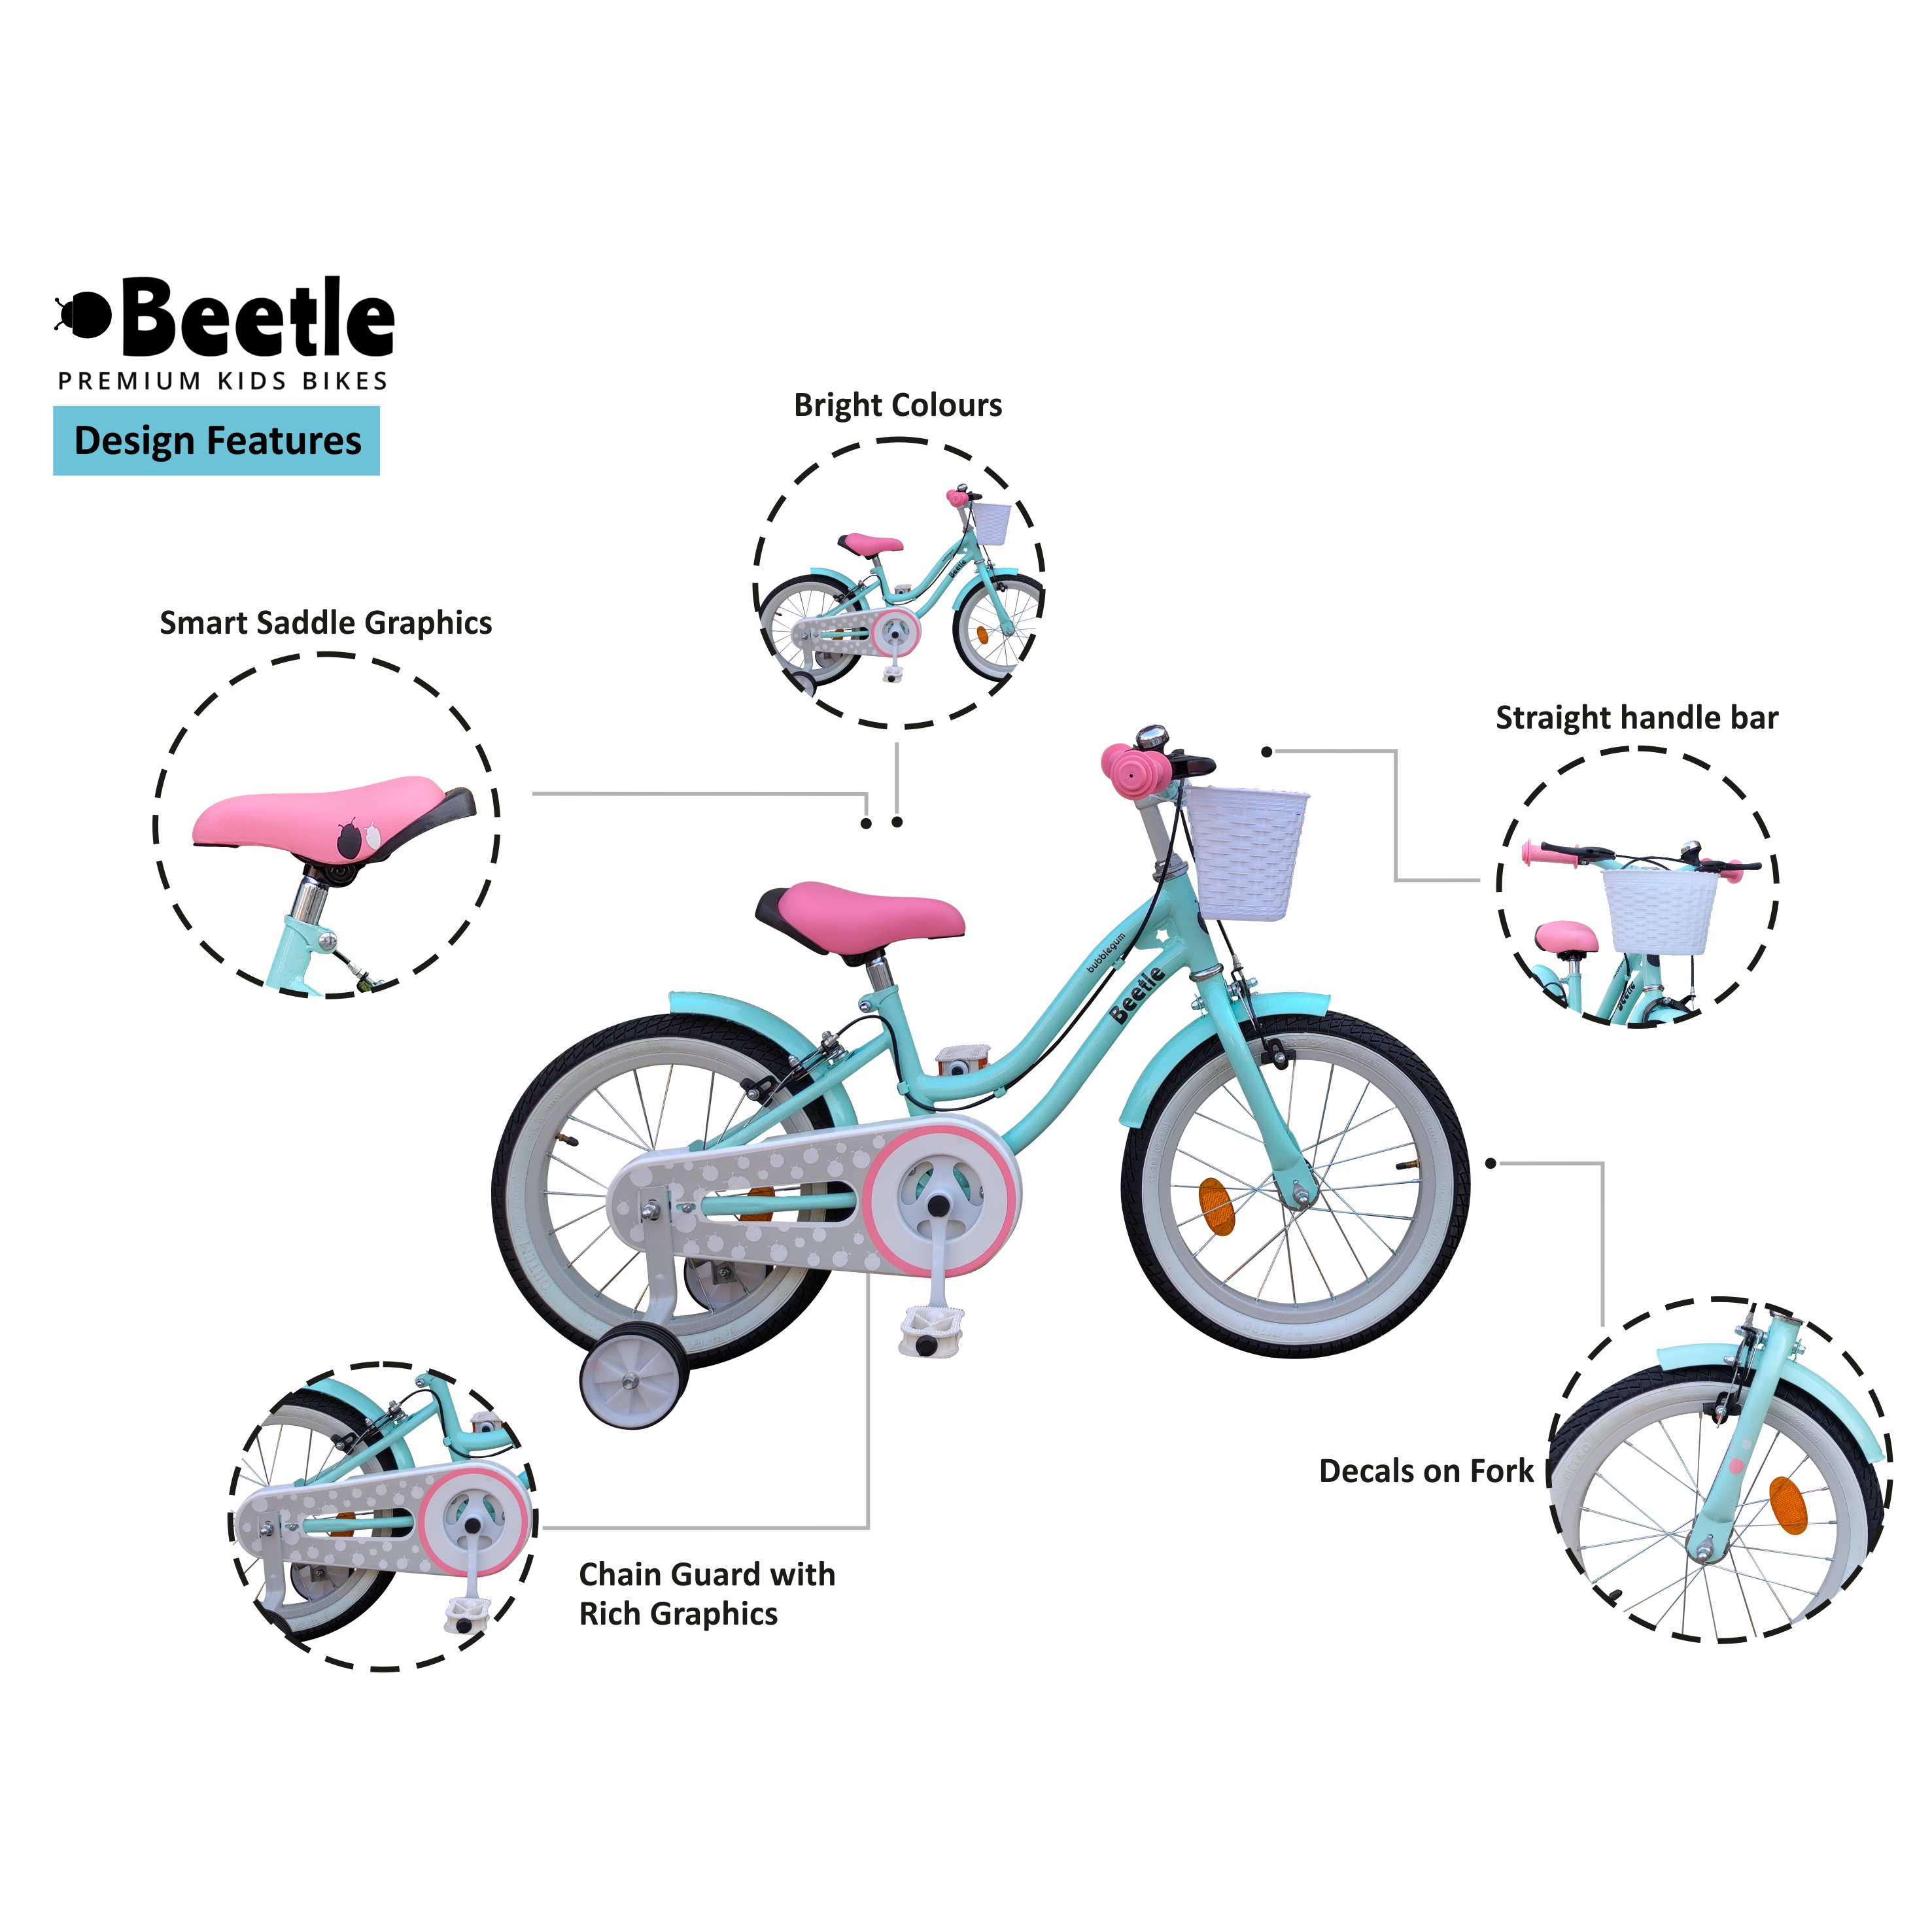 Beetle
PREMIUM KIDS BIKES
Design Features
Bright Colours
Smart Saddle Graphics
Straight handle bar
bubblegum
Beetle
Decals on Fork
Chain Guard with
Rich Graphics